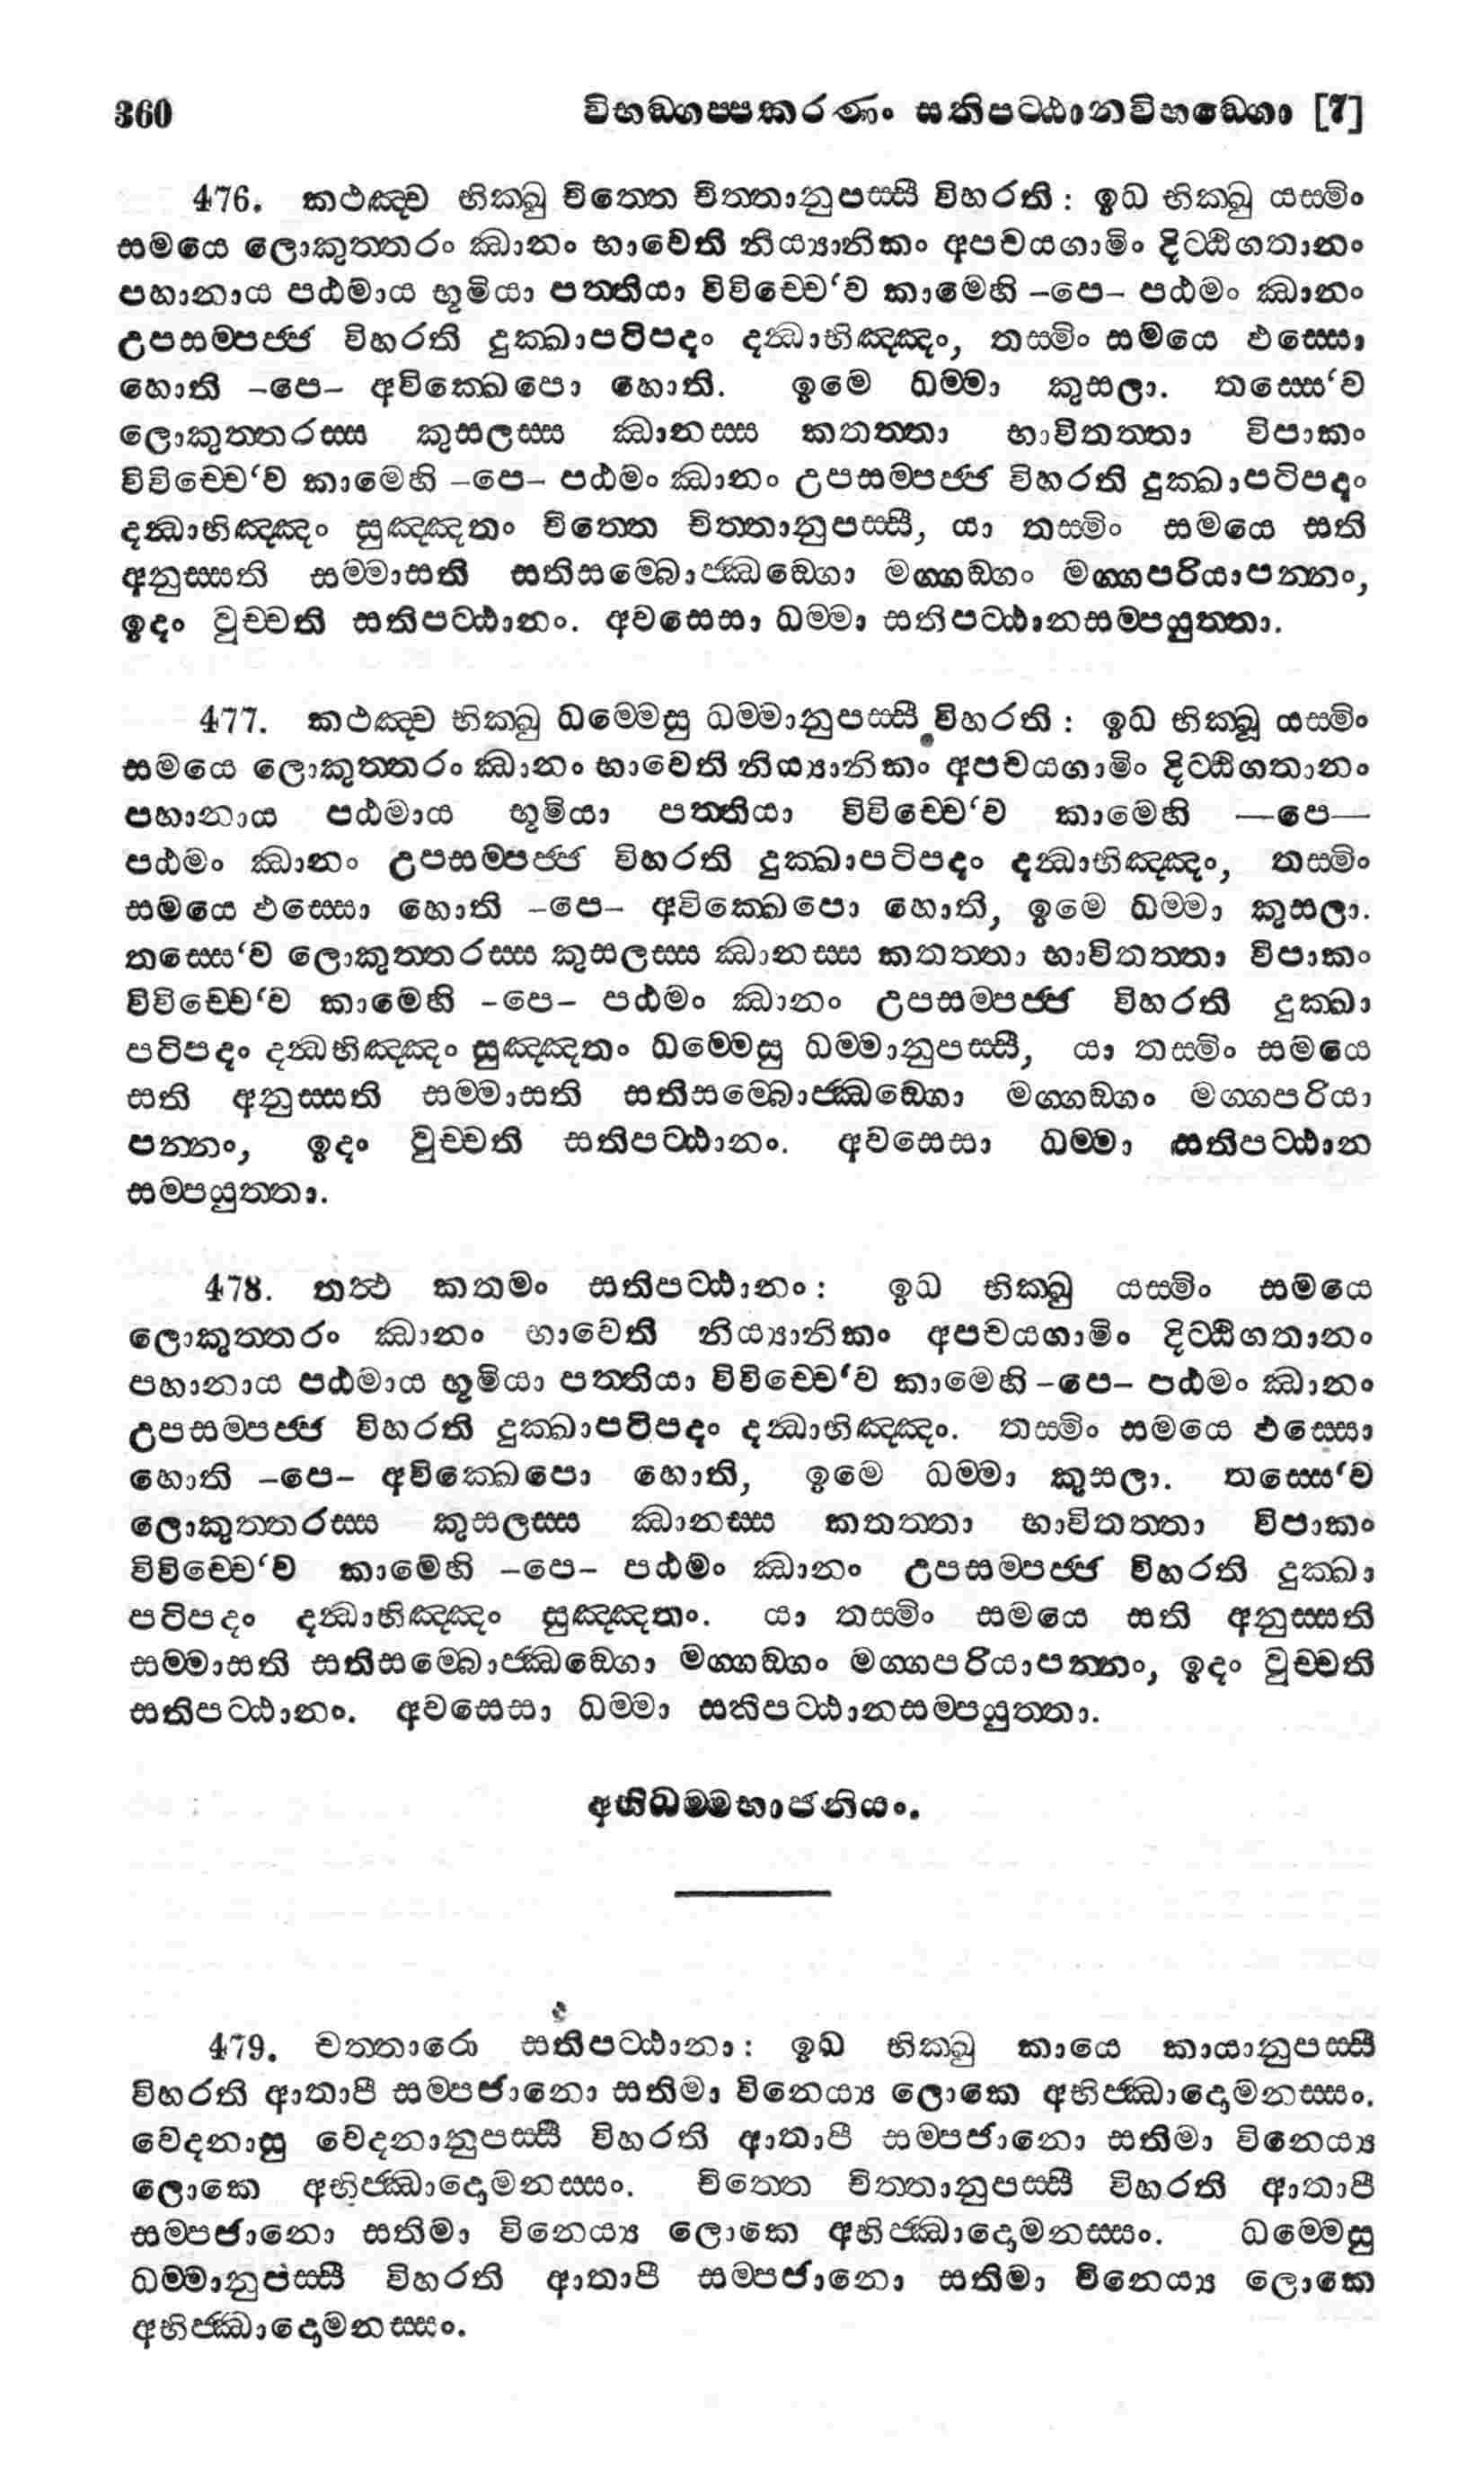 360 විභඞ්ගප්පකරණං සතිපට්ඨානවිභඞ්ගො [7]
476. කථඤ්ච භික්ඛු චිත්තෙ චිත්තානුපස්සී විහරති : ඉධ භික්ඛු යස්මිං
සමයෙ ලොකුත්තරං ඣානං භාවෙති නිය්‍යානිකං අපචයගාමිං දිට්ඨිගතානං
පහානාය පඨමාය භූමියා පත්තියා විවිච්චෙ‘ව කාමෙහි –පෙ– පඨමං ඣානං
උපසම්පජ්ජ විහරති දුක්ඛාපටිපදං දන්ධාභිඤ්ඤං, තස්මිං සමයෙ ඵස්සො
හොති –පෙ– අවික්ඛෙපො හොති. ඉමෙ ධම්මා කුසලා. තස්සෙ‘ව
ලොකුත්තරස්ස කුසලස්ස ඣානස්ස කතත්තා භාවිතත්තා විපාකං
විවිච්චෙ‘ව කාමෙහි –පෙ– පඨමං ඣානං උපසම්පජ්ජ විහරති දුක්ඛාපටිපදං
දන්ධාභිඤ්ඤං සුඤ්ඤතං චිත්තෙ චිත්තානුපස්සී, යා තස්මිං සමයෙ සති
අනුස්සති සම්මාසති සතිසම්බොජ්ඣඞ්ගො මග්ගඞ්ගං මග්ගපරියාපන්නං,
ඉදං වුච්චති සතිපට්ඨානං. අවසෙසා ධම්මා සතිපට්ඨානසම්පයුත්තා.
477. කථඤ්ච භික්ඛු ධම්මෙසු ධම්මානුපස්සී විහරති : ඉධ භික්ඛූ යස්මිං
සමයෙ ලොකුත්තරං ඣානං භාවෙති නිය්‍යානිකං අපචයගාමිං දිට්ඨිගතානං
පහානාය පඨමාය භූමියා පත්තියා විවිච්චෙ‘ව කාමෙහි —පෙ—
පඨමං ඣානං උපසම්පජ්ජ විහරති දුක්ඛාපටිපදං දන්ධාභිඤ්ඤං, තස්මිං
සමයෙ ඵස්සො හොති –පෙ– අවික්ඛෙපො හොති, ඉමෙ ධම්මා කුසලා.
තස්සෙ‘ව ලොකුත්තරස්ස කුසලස්ස ඣානස්ස කතත්තා භාවිතත්තා විපාකං
විවිච්චෙ‘ව කාමෙහි –පෙ– පඨමං ඣානං උපසම්පජ්ජ විහරති දුක්ඛා
පටිපදං දන්ධභිඤ්ඤං සුඤ්ඤතං ධම්මෙසු ධම්මානුපස්සී, යා තස්මිං සමයෙ
සති අනුස්සති සම්මාසති සතිසම්බොජ්ඣඞ්ගො මග්ගඞ්ගං මග්ගපරියා
පන්නං, ඉදං වුච්චති සතිපට්ඨානං. අවසෙසා ධම්මා සතිපට්ඨාන
සම්පයුත්තා.
478. තත්‍ථ කතමං සතිපට්ඨානං : ඉධ භික්ඛු යස්මිං සමයෙ
ලොකුත්තරං ඣානං භාවෙති නිය්‍යානිකං අපචයගාමිං දිට්ඨිගතානං
පහානාය පඨමාය භූමියා පත්තියා විවිච්චෙ‘ව කාමෙහි –පෙ– පඨමං ඣානං
උපසම්පජ්ජ විහරති දුක්ඛාපටිපදං දන්ධාභිඤ්ඤං. තස්මිං සමයෙ ඵස්සො
හොති –පෙ– අවික්ඛෙපො හොති, ඉමෙ ධම්මා කුසලා. තස්සෙ‘ව
ලොකුත්තරස්ස කුසලස්ස ඣානස්ස කතත්තා භාවිතත්තා විපාකං
විවිච්චෙ‘ව කාමෙහි –පෙ– පඨමං ඣානං උපසම්පජ්ජ විහරති දුක්ඛා
පටිපදං දන්ධාභිඤ්ඤං සුඤ්ඤතං. යා තස්මිං සමයෙ සති අනුස්සති
සම්මාසති සතිසම්බොජ්ඣඞ්ගො මග්ගඞ්ගං මග්ගපරියාපන්නං, ඉදං වුච්චති
සතිපට්ඨානං. අවසෙසා ධම්මා සතිපට්ඨානසම්පයුත්තා.
අභිධම්මභාජනියං.
479. චත්තාරො සතිපට්ඨානා : ඉධ භික්ඛු කායෙ කායානුපස්සී
විහරති ආතාපී සම්පජානො සතිමා විනෙය්‍ය ලොකෙ අභිජ්ඣාදොමනස්සං.
වෙදනාසු වෙදනානුපස්සී විහරති ආතාපී සම්පජානො සතිමා විනෙය්‍ය
ලොකෙ අභිජ්ඣාදොමනස්සං. චිත්තෙ චිත්තානුපස්සී විහරති ආතාපී
සම්පජානො සතිමා විනෙය්‍ය ලොකෙ අභිජ්ඣාදොමනස්සං. ධම්මෙසු
ධම්මානුපස්සී විහරති ආතාපී සම්පජානො සතිමා විනෙය්‍ය ලොකෙ
අභිජ්ඣාදොමනස්සං.